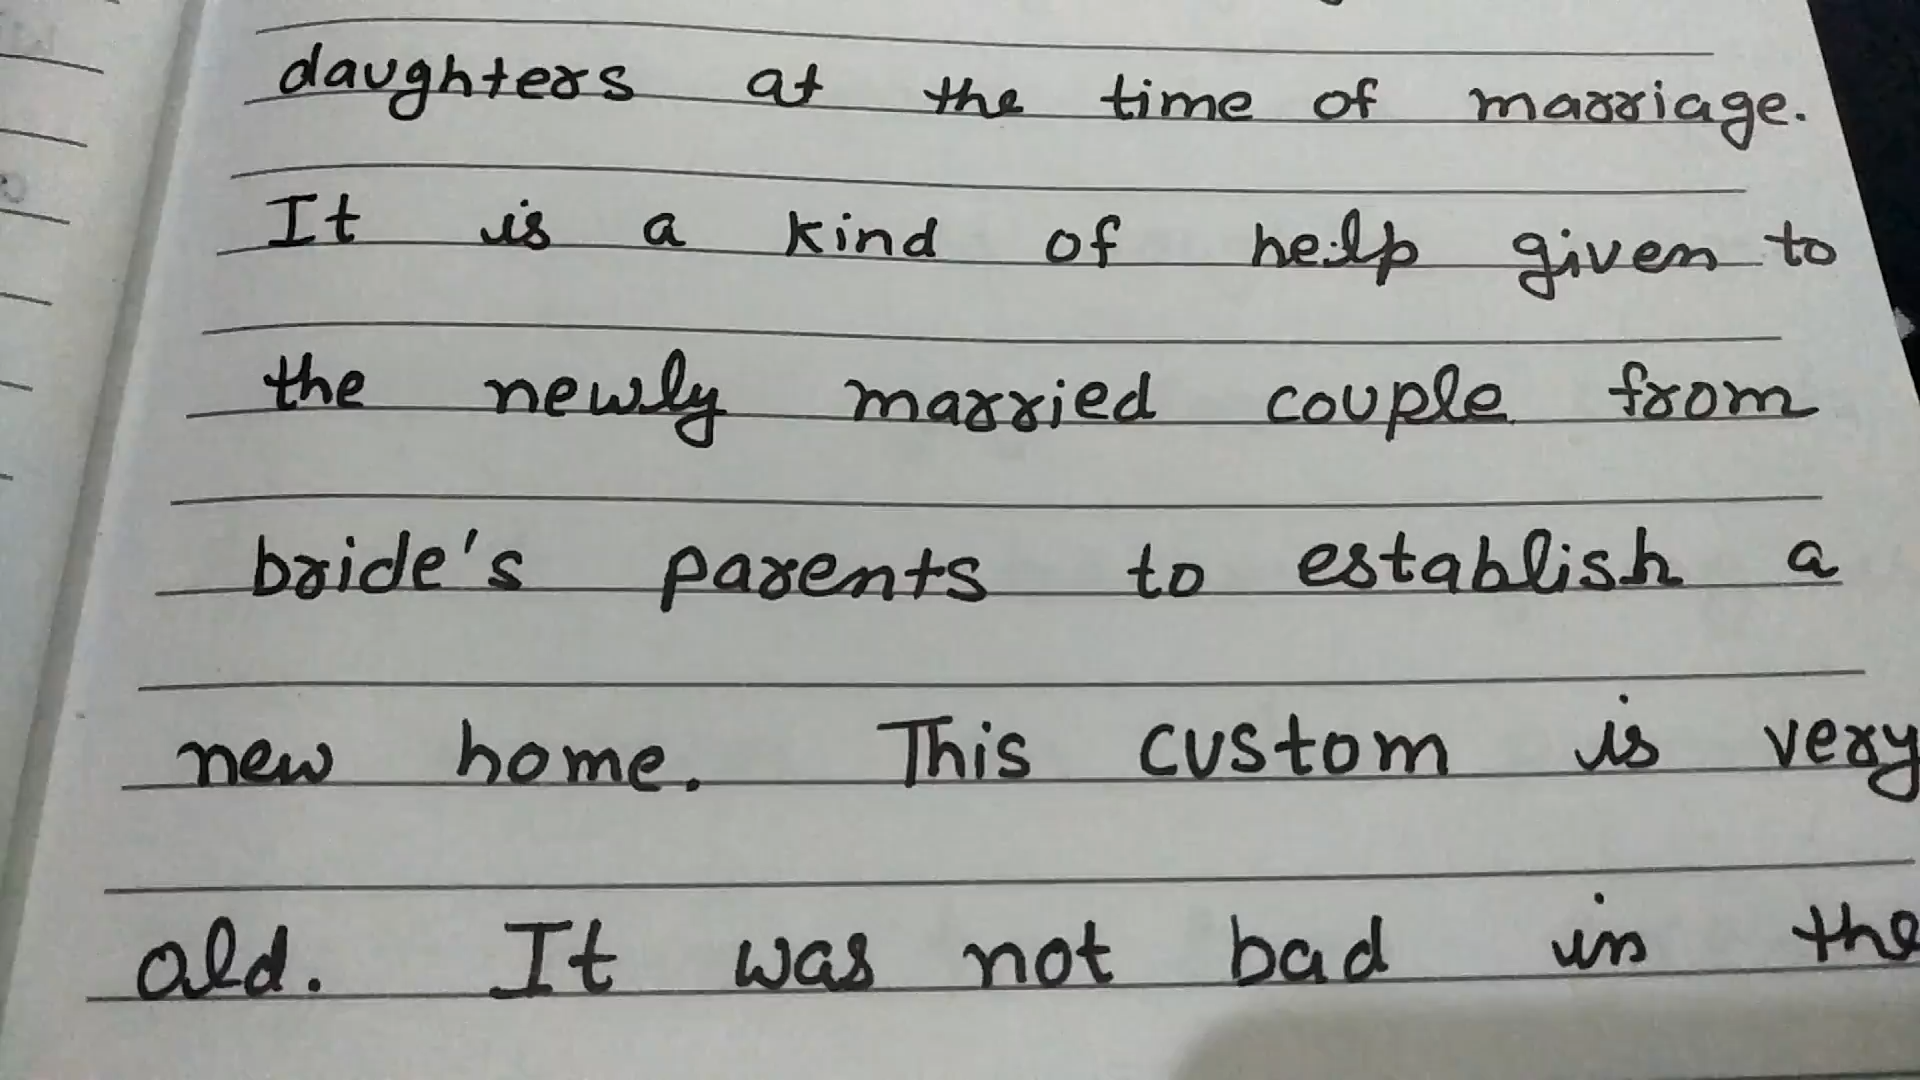 daughters at the time of marriage.
It is a kind of help given to
the newly married couple from
bride's parents to establish a
new home. This custom is very
old. It was not bad in the